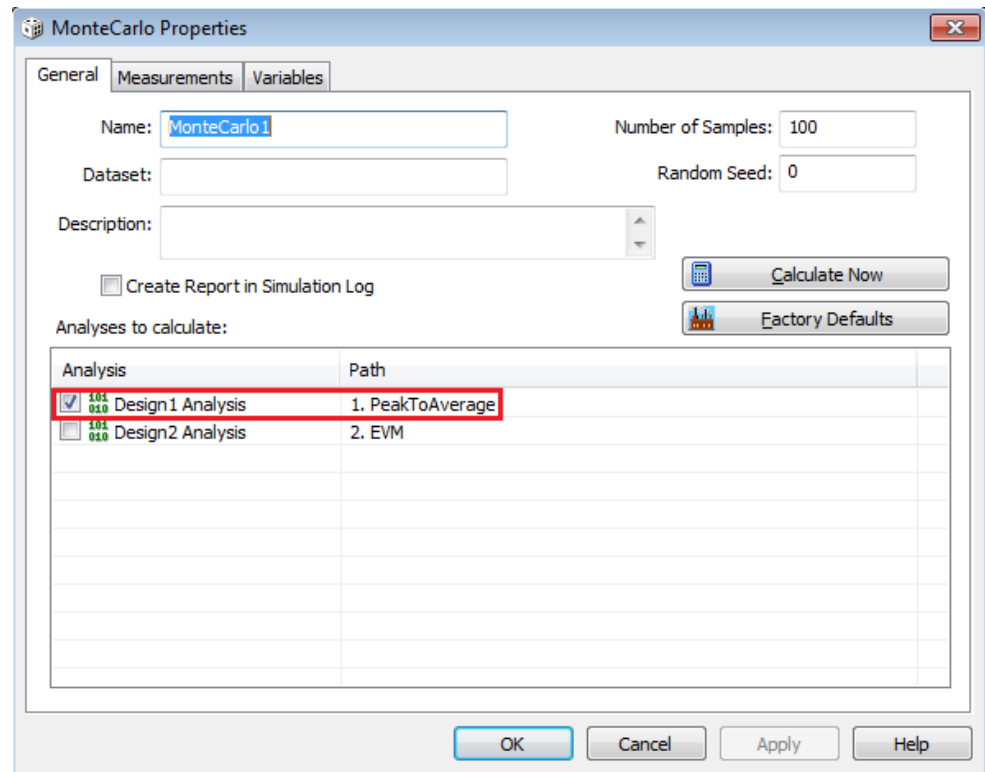 MonteCarlo Properties
General Measurements Variables
Name: MonteCarlo1 Number of Samples: 100
Dataset: Random Seed: 0
Description:
Create Report in Simulation Log Calculate Now
Analyses to calculate: Factory Defaults
Analysis Path
101 010 Design1 Analysis 1. PeakToAverage
101 010 Design2 Analysis 2. EVM
OK Cancel Apply Help